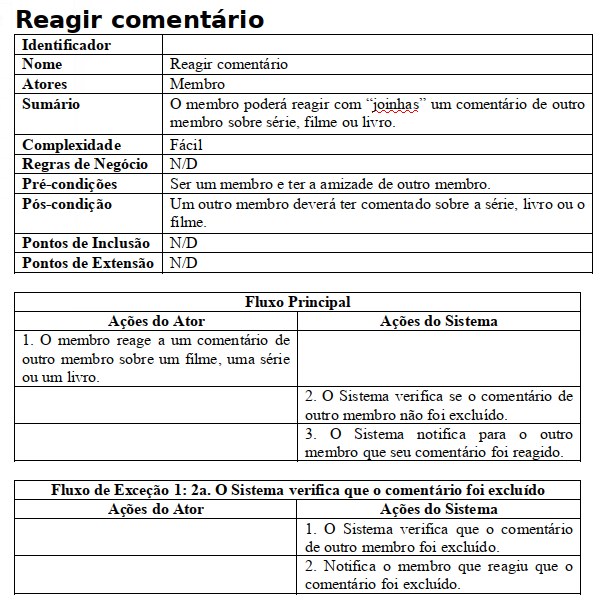 Reagir comentário
Identificador
Nome Reagir comentário
Atores Membro
Sumário O membro poderá reagir com “joinhas” um comentário de outro
membro sobre série, filme ou livro.
Complexidade Fácil
Regras de Negócio N/D
Pré-condições Ser um membro e ter a amizade de outro membro.
Pós-condição Um outro membro deverá ter comentado sobre a série, livro ou o
filme.
Pontos de Inclusão N/D
Pontos de Extensão N/D
Fluxo Principal
Ações do Ator Ações do Sistema
1. O membro reage a um comentário de
outro membro sobre um filme, uma série
ou um livro.
2. O Sistema verifica se o comentário de
outro membro não foi excluído.
3. O Sistema notifica para o outro
membro que seu comentário foi reagido.
Fluxo de Exceção 1: 2a. O Sistema verifica que o comentário foi excluído
Ações do Ator Ações do Sistema
1. O Sistema verifica que o comentário
de outro membro foi excluído.
2. Notifica o membro que reagiu que o
comentário foi excluído.